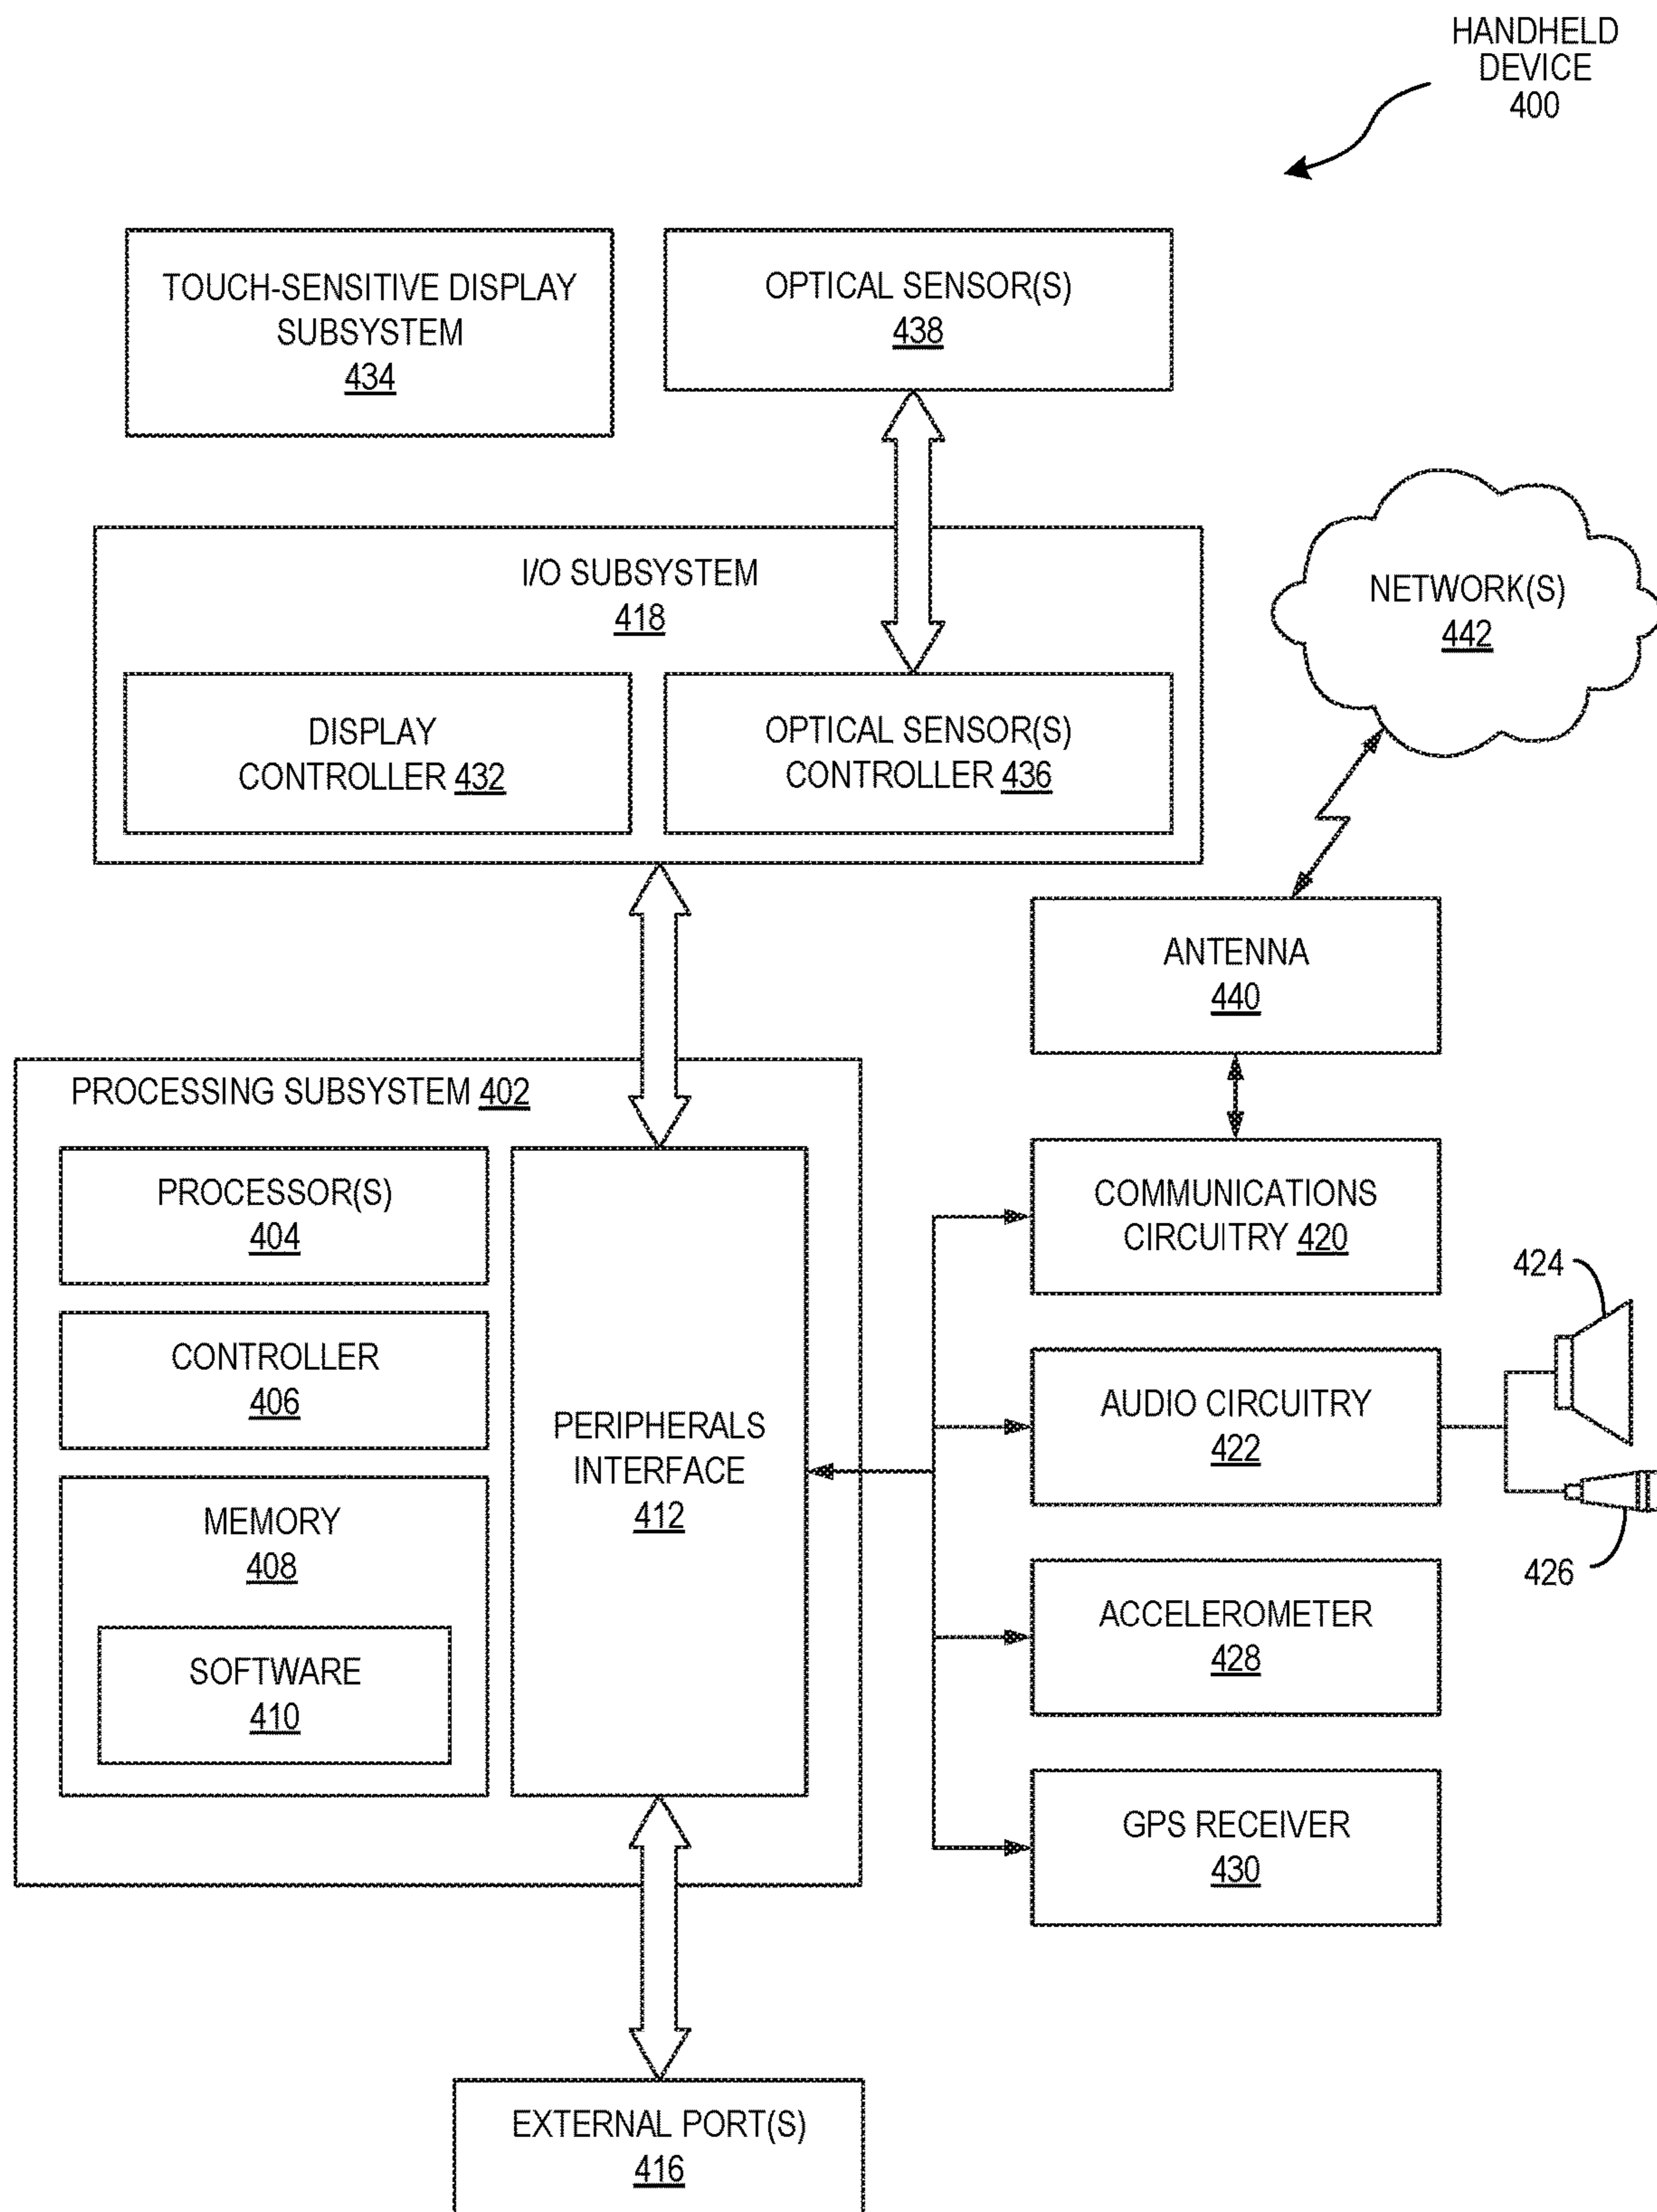 HANDHELD
DEVICE
400
TOUCH-SENSITIVE DISPLAY
SUBSYSTEM
434
OPTICAL SENSOR(S)
438
I/O SUBSYSTEM
418
NETWORK(S)
442
DISPLAY
CONTROLLER 432
OPTICAL SENSOR(S)
CONTROLLER 436
ANTENNA
440
PROCESSING SUBSYSTEM 402
PROCESSOR(S)
404
CONTROLLER
406
MEMORY
408
SOFTWARE
410
PERIPHERALS
INTERFACE
412
COMMUNICATIONS
CIRCUITRY 420
424
AUDIO CIRCUITRY
422
426
ACCELEROMETER
428
GPS RECEIVER
430
EXTERNAL PORT(S)
416